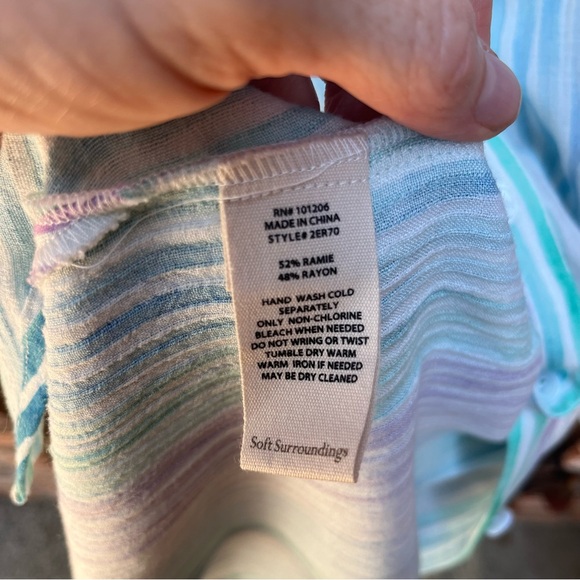 RN# 101206
MADE IN CHINA
STYLE# 2ER70
52% RAMIE
48% RAYON
HAND WASH COLD
SEPARATELY
ONLY NON-CHLORINE
BLEACH WHEN NEEDED
DO NOT WRING OR TWIST
TUMBLE DRY WARM
WARM IRON IF NEEDED
MAY BE DRY CLEANED
Soft Surroundings